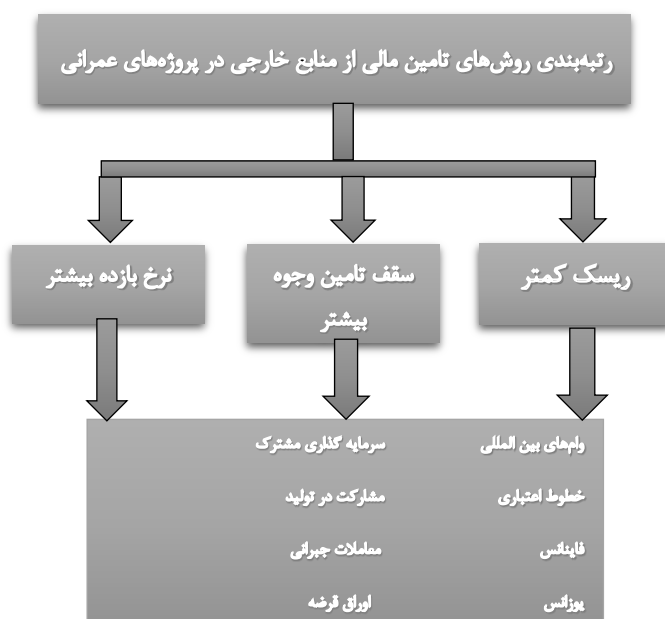 رتبه‌بندی روش‌های تامین مالی از منابع خارجی در پروژه‌های عمرانی
ریسک کمتر
سقف تامین وجوه
بیشتر
نرخ بازده بیشتر
وام‌های بین المللی
سرمایه گذاری مشترک
خطوط اعتباری
مشارکت در تولید
فاینانس
معاملات جبرانی
یوزانس
اوراق قرضه